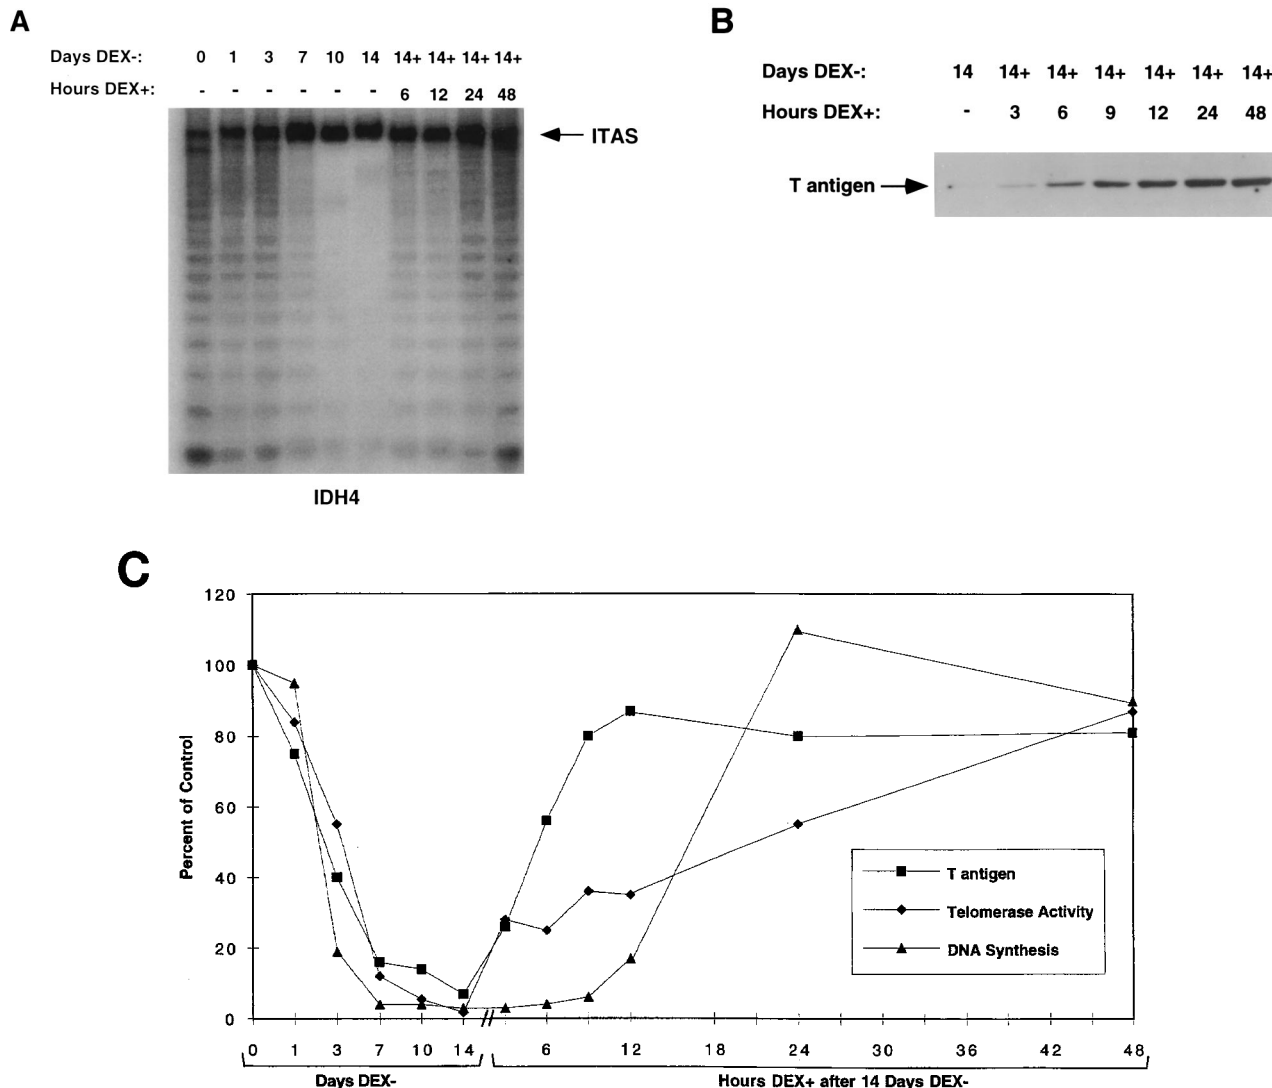 A
Days DEX-: 0 1 3 7 10 14 14+ 14+ 14+ 14+
Hours DEX+: - - - - - - 6 12 24 48
ITAS
IDH4
B
Days DEX-: 14 14+ 14+ 14+ 14+ 14+ 14+
Hours DEX+: - 3 6 9 12 24 48
T antigen
C
120
100
80
60
40
20
0
Percent of Control
T antigen
Telomerase Activity
DNA Synthesis
0 1 3 7 10 14 6 12 18 24 30 36 42 48
Days DEX- Hours DEX+ after 14 Days DEX-